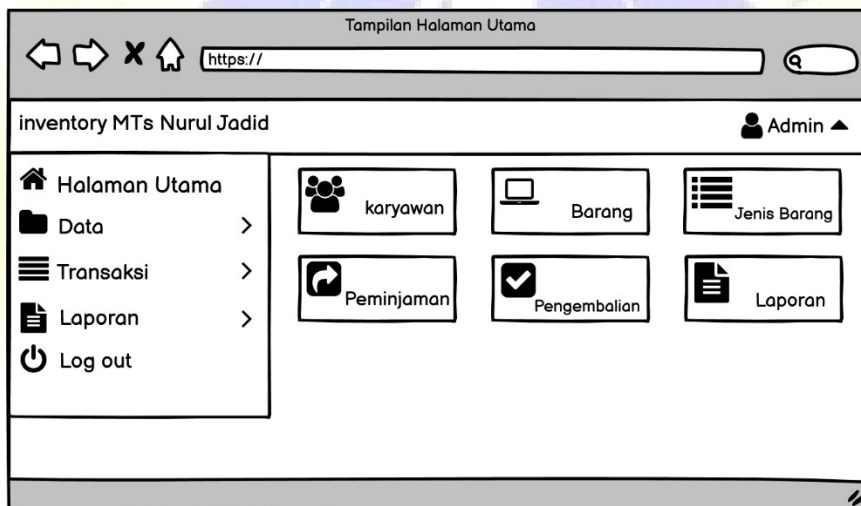 Tampilan Halaman Utama
https://
inventory MTs Nurul Jadid
Admin
Halaman Utama
Data
Transaksi
Laporan
Log out
karyawan
Barang
Jenis Barang
Peminjaman
Pengembalian
Laporan